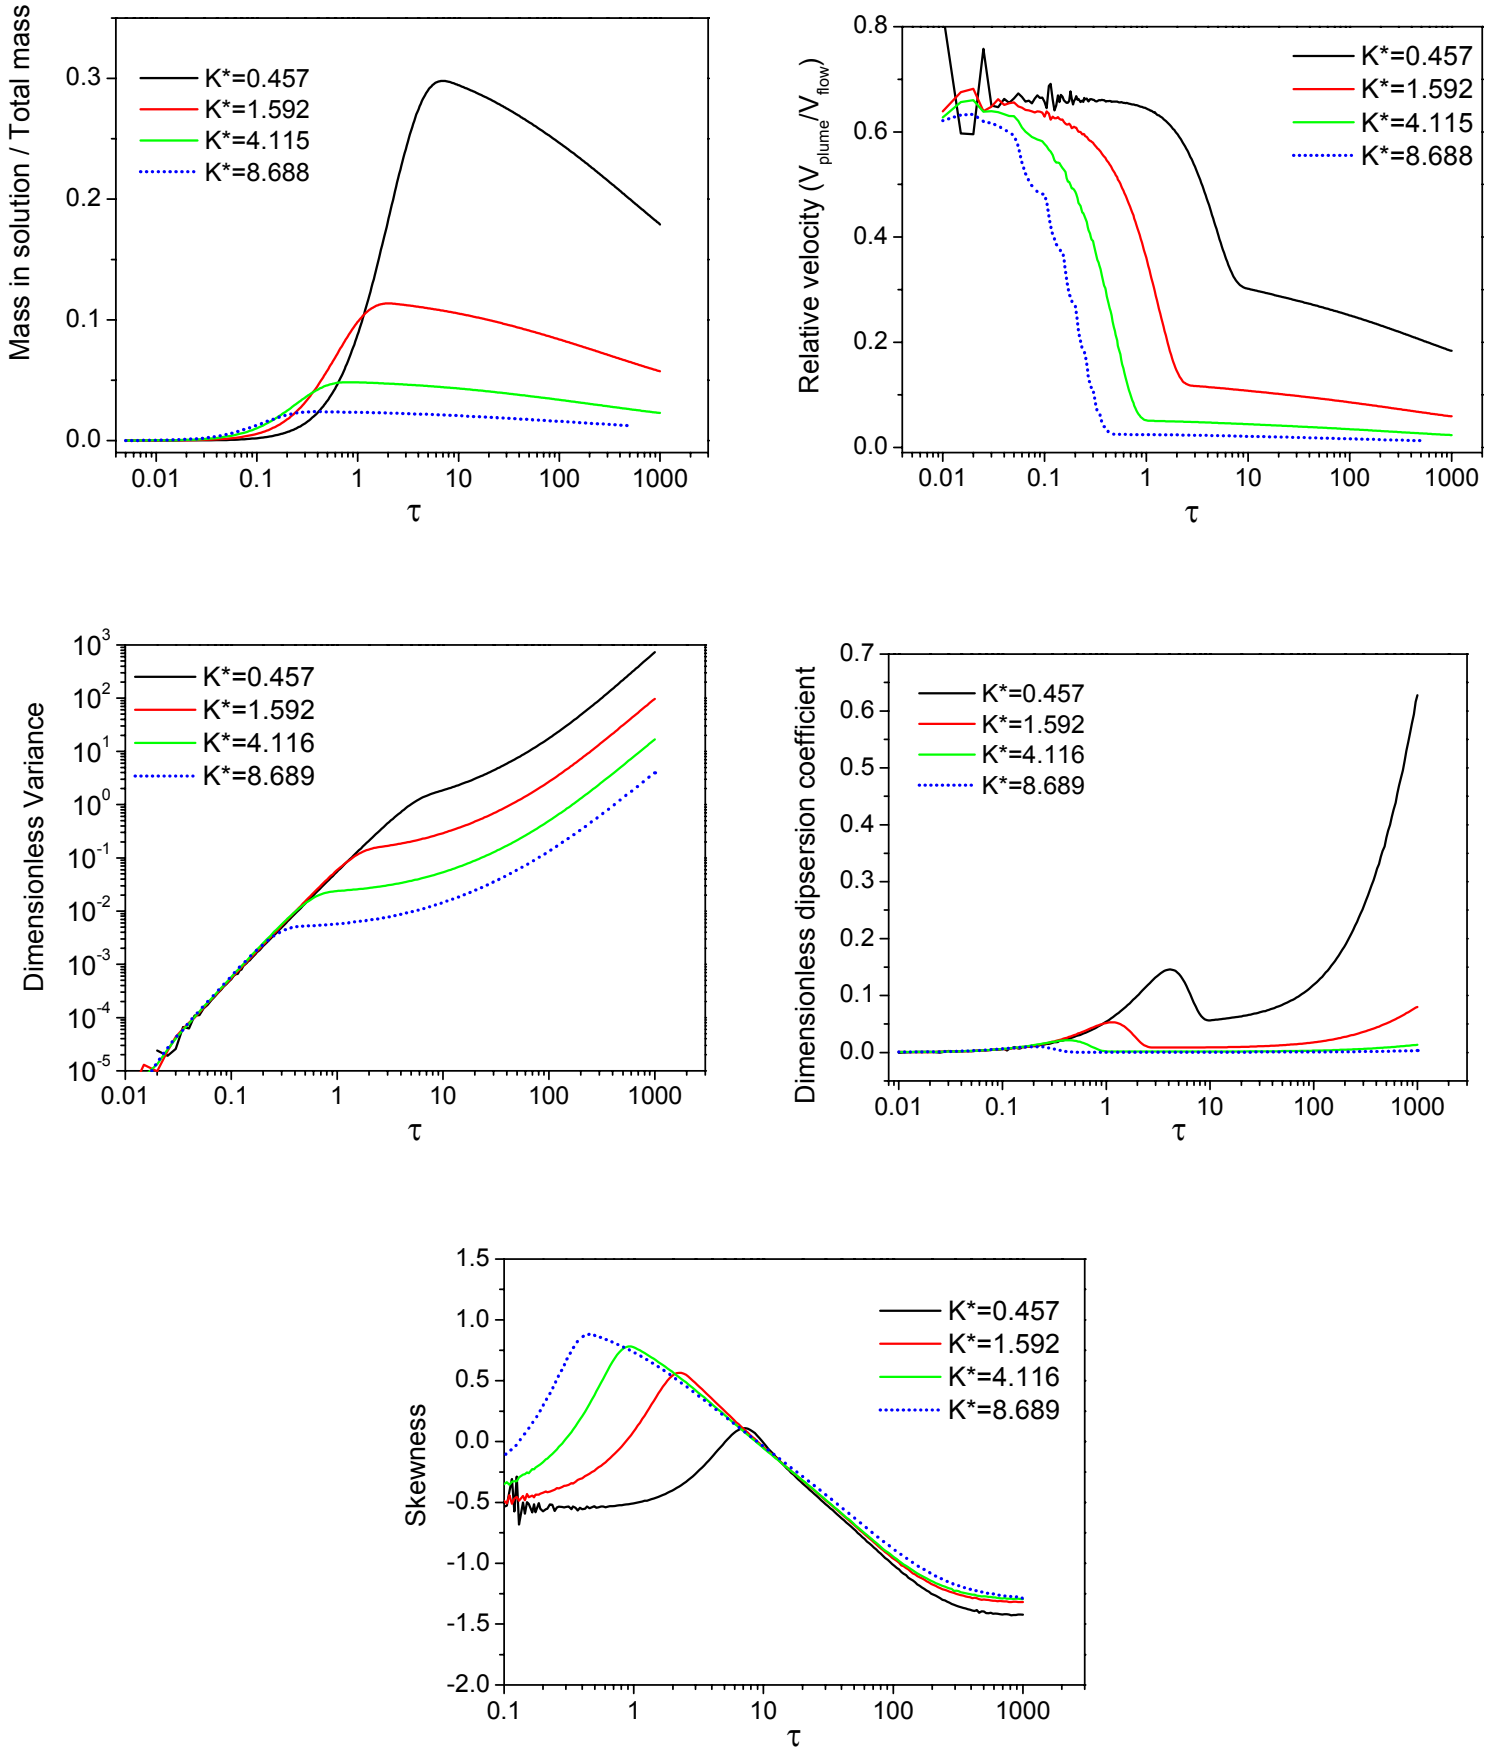 Mass in solution / Total mass
0.3
0.2
0.1
0.0
K*=0.457
K*=1.592
K*=4.115
K*=8.688
0.01 0.1 1 10 100 1000
τ
Relative velocity (Vplume/Vflow)
0.8
0.6
0.4
0.2
0.0
K*=0.457
K*=1.592
K*=4.115
K*=8.688
0.01 0.1 1 10 100 1000
τ
Dimensionless Variance
10^3
10^2
10^1
10^0
10^-1
10^-2
10^-3
10^-4
10^-5
K*=0.457
K*=1.592
K*=4.116
K*=8.689
0.01 0.1 1 10 100 1000
τ
Dimensionless dipsersion coefficient
0.7
0.6
0.5
0.4
0.3
0.2
0.1
0.0
K*=0.457
K*=1.592
K*=4.116
K*=8.689
0.01 0.1 1 10 100 1000
τ
Skewness
1.5
1.0
0.5
0.0
-0.5
-1.0
-1.5
-2.0
K*=0.457
K*=1.592
K*=4.116
K*=8.689
0.1 1 10 100 1000
τ